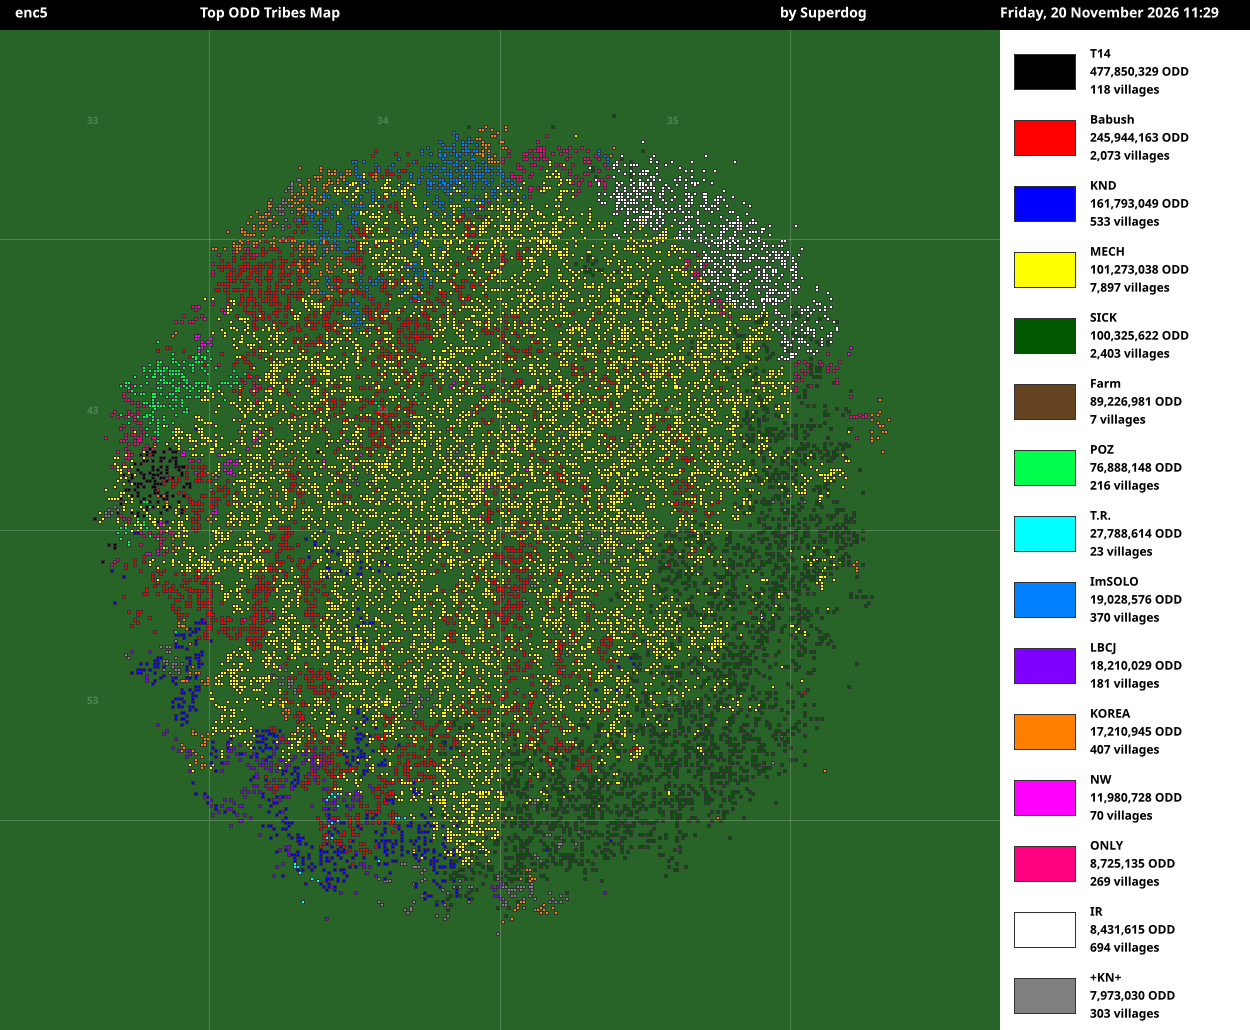 enc5 Top ODD Tribes Map by Superdog Friday, 20 November 2026 11:29
33 34 35
43
53
T14
477,850,329 ODD
118 villages
Babush
245,944,163 ODD
2,073 villages
KND
161,793,049 ODD
533 villages
MECH
101,273,038 ODD
7,897 villages
SICK
100,325,622 ODD
2,403 villages
Farm
89,226,981 ODD
7 villages
POZ
76,888,148 ODD
216 villages
T.R.
27,788,614 ODD
23 villages
ImSOLO
19,028,576 ODD
370 villages
LBCJ
18,210,029 ODD
181 villages
KOREA
17,210,945 ODD
407 villages
NW
11,980,728 ODD
70 villages
ONLY
8,725,135 ODD
269 villages
IR
8,431,615 ODD
694 villages
+KN+
7,973,030 ODD
303 villages